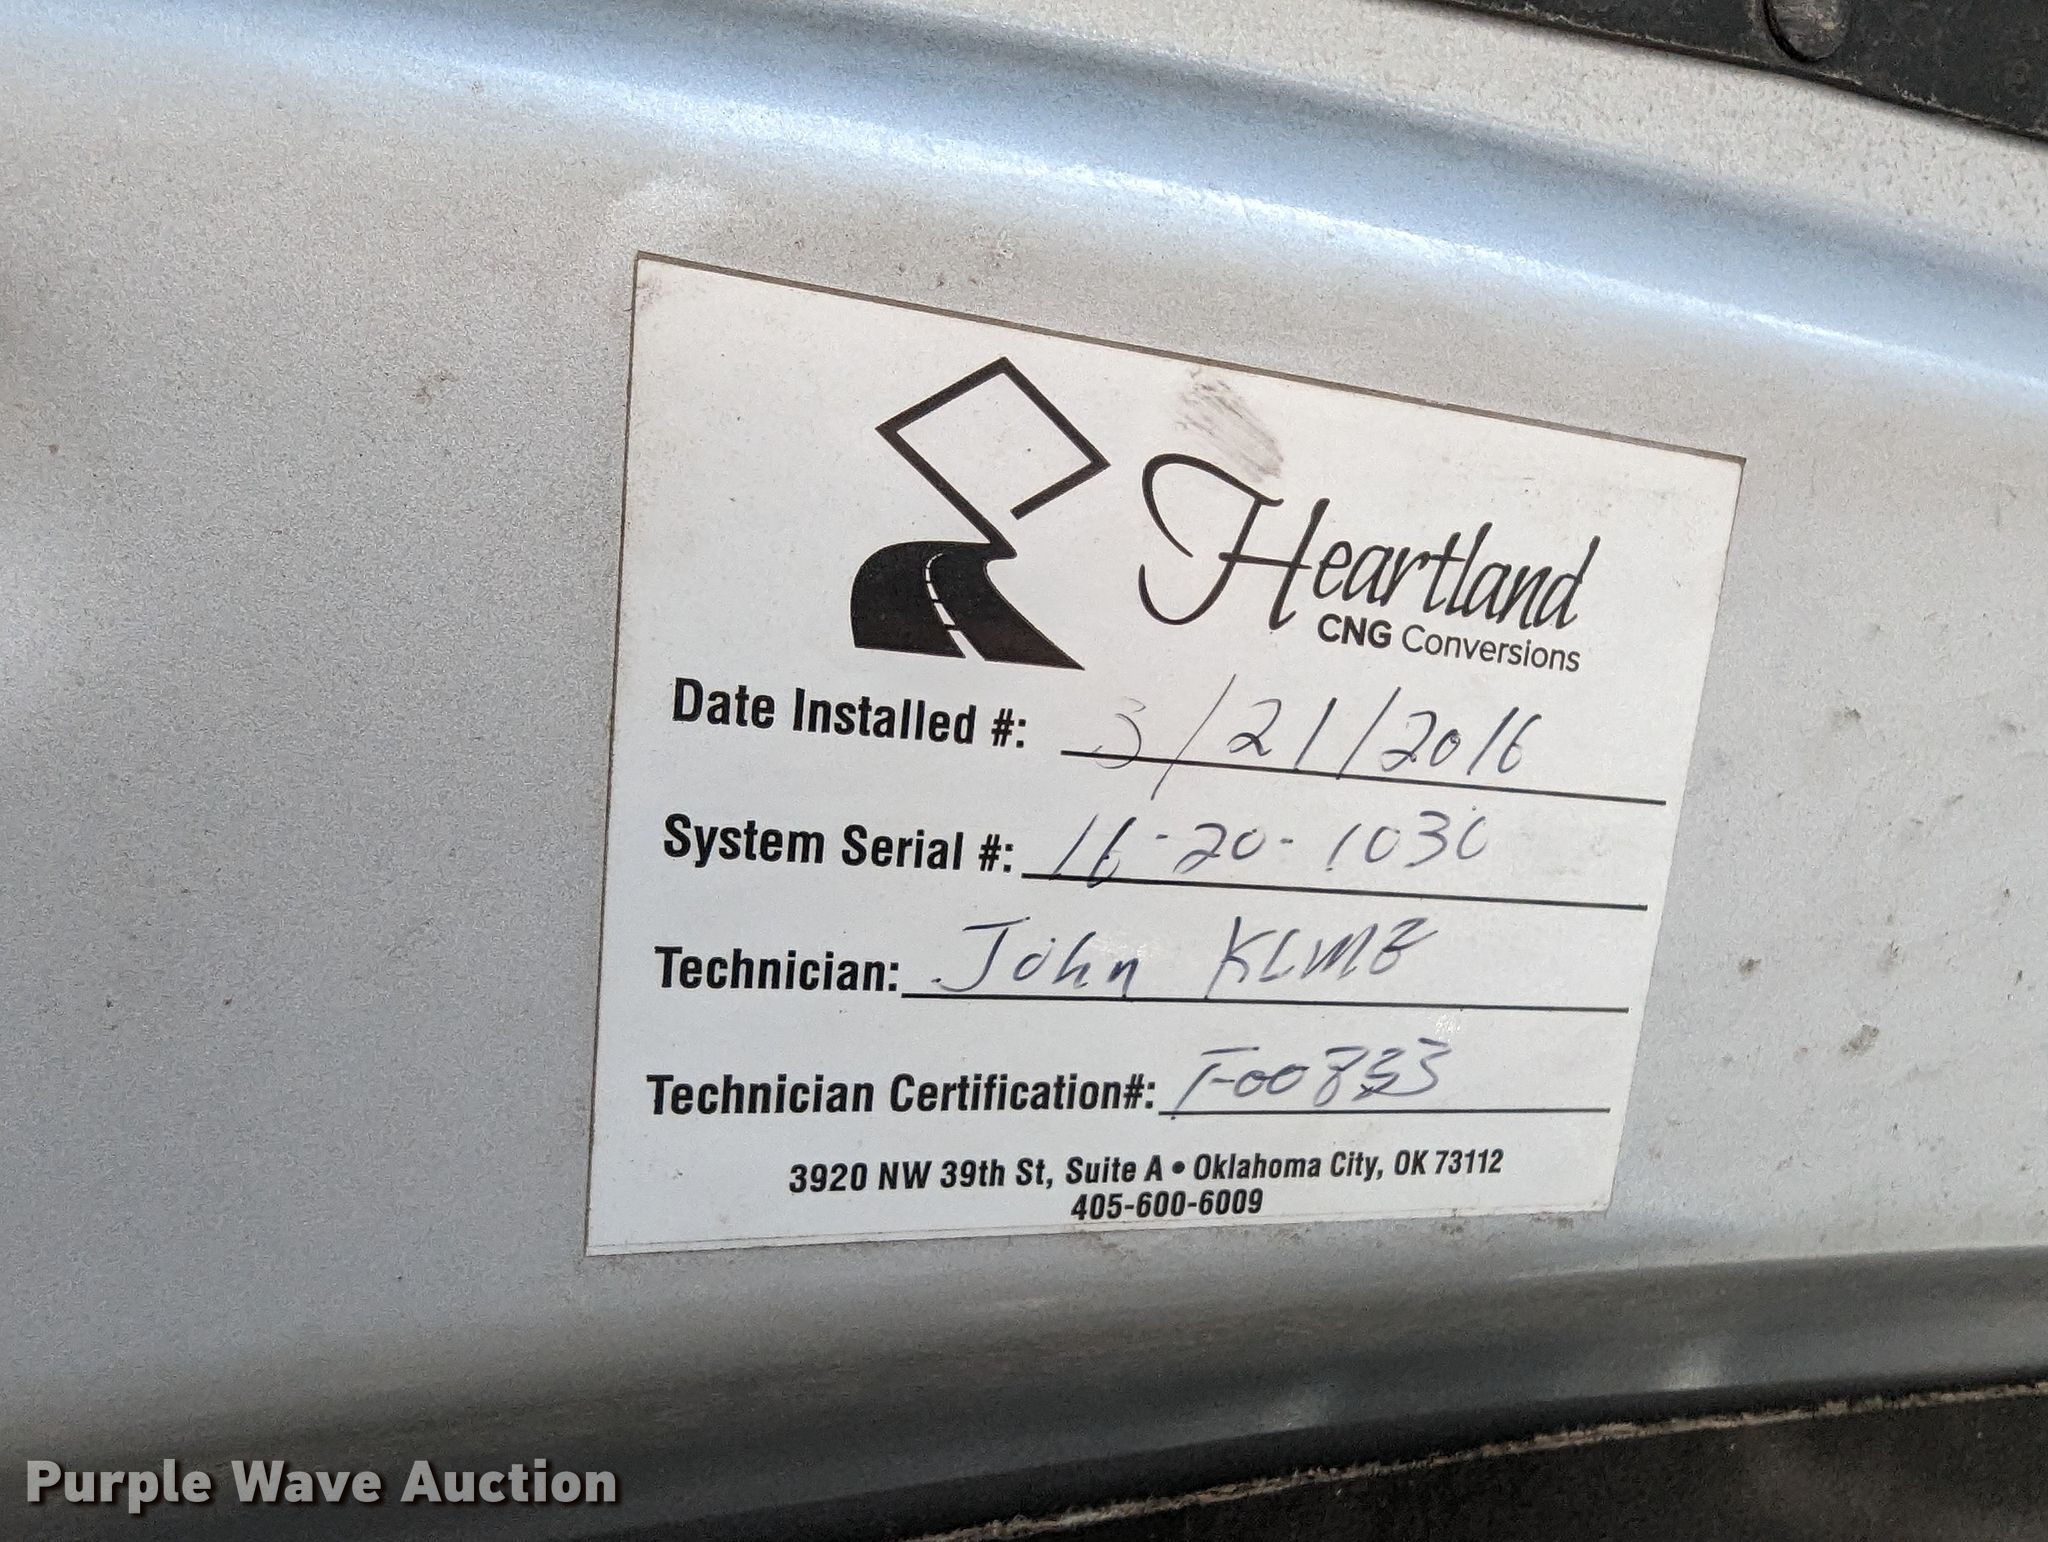 Heartland
CNG Conversions
Date Installed #: 3/21/2016
System Serial #: 16-20-1030
Technician: John
Technician Certification#:
3920 NW 39th St, Suite A • Oklahoma City, OK 73112
405-600-6009
Purple Wave Auction